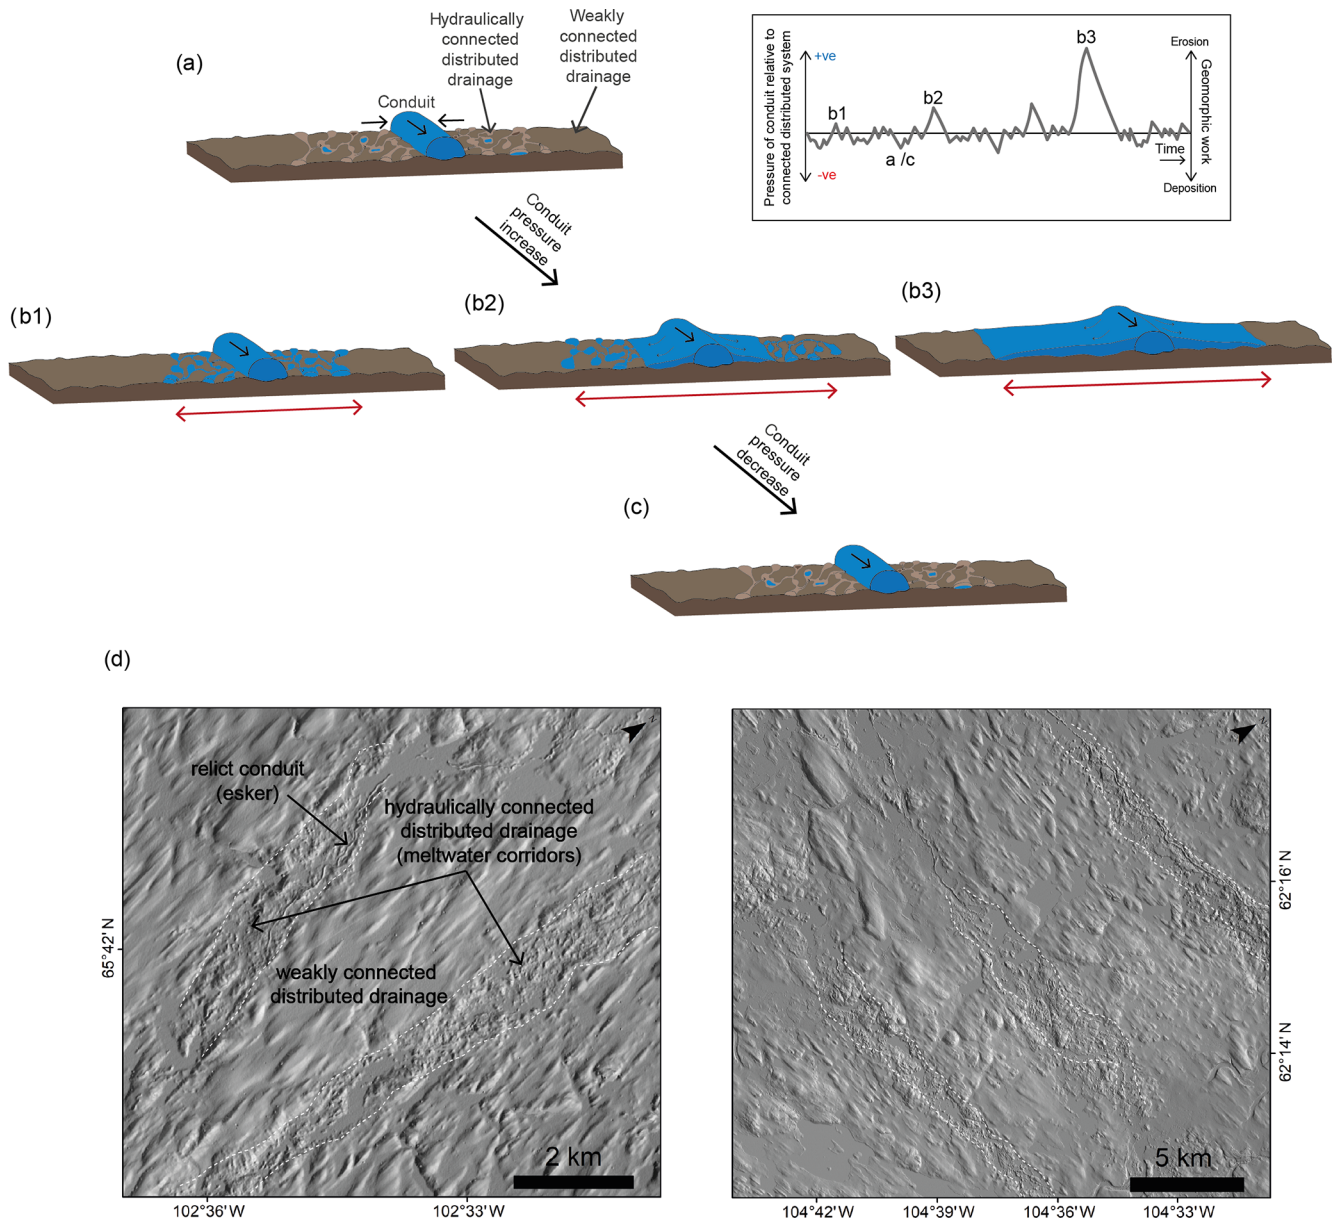 (a)
Hydraulically
connected
distributed
drainage
Weakly
connected
distributed
drainage
Conduit
Pressure of conduit relative to
connected distributed system
+ve
-ve
b1
b2
b3
a /c
Time
Erosion
Geomorphic work
Deposition
Conduit
pressure
increase
(b1)
(b2)
(b3)
Conduit
pressure
decrease
(c)
(d)
relict conduit
(esker)
hydraulically connected
distributed drainage
(meltwater corridors)
weakly connected
distributed drainage
N
65°42' N
2 km
102°36'W
102°33'W
N
62°16' N
62°14' N
5 km
104°42'W
104°39'W
104°36'W
104°33'W